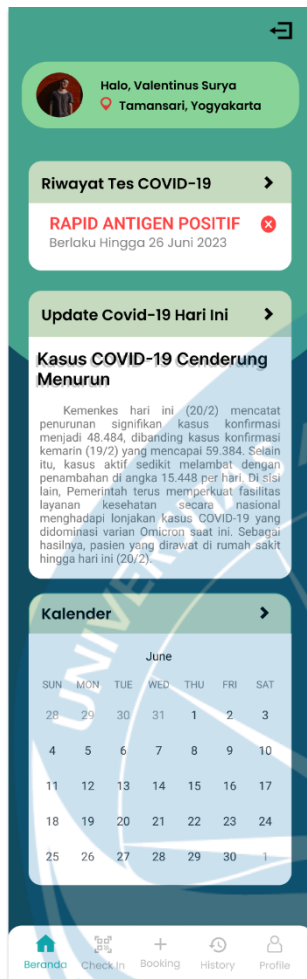 Halo, Valentinus Surya
Tamansari, Yogyakarta
Riwayat Tes COVID-19
RAPID ANTIGEN POSITIF
Berlaku Hingga 26 Juni 2023
Update Covid-19 Hari Ini
Kasus COVID-19 Cenderung
Menurun
Kemenkes hari ini (20/2) mencatat
penurunan signifikan kasus konfirmasi
menjadi 48.484, dibanding kasus konfirmasi
kemarin (19/2) yang mencapai 59.384. Selain
itu, kasus aktif sedikit melambat dengan
penambahan di angka 15.448 per hari. Di sisi
lain, Pemerintah terus memperkuat fasilitas
layanan kesehatan secara nasional
menghadapi lonjakan kasus COVID-19 yang
didominasi varian Omicron saat ini. Sebagai
hasilnya, pasien yang dirawat di rumah sakit
hingga hari ini (20/2).
Kalender
June
SUN MON TUE WED THU FRI SAT
28 29 30 31 1 2 3
4 5 6 7 8 9 10
11 12 13 14 15 16 17
18 19 20 21 22 23 24
25 26 27 28 29 30 1
UNIVERSITAS
Beranda Check In Booking History Profile